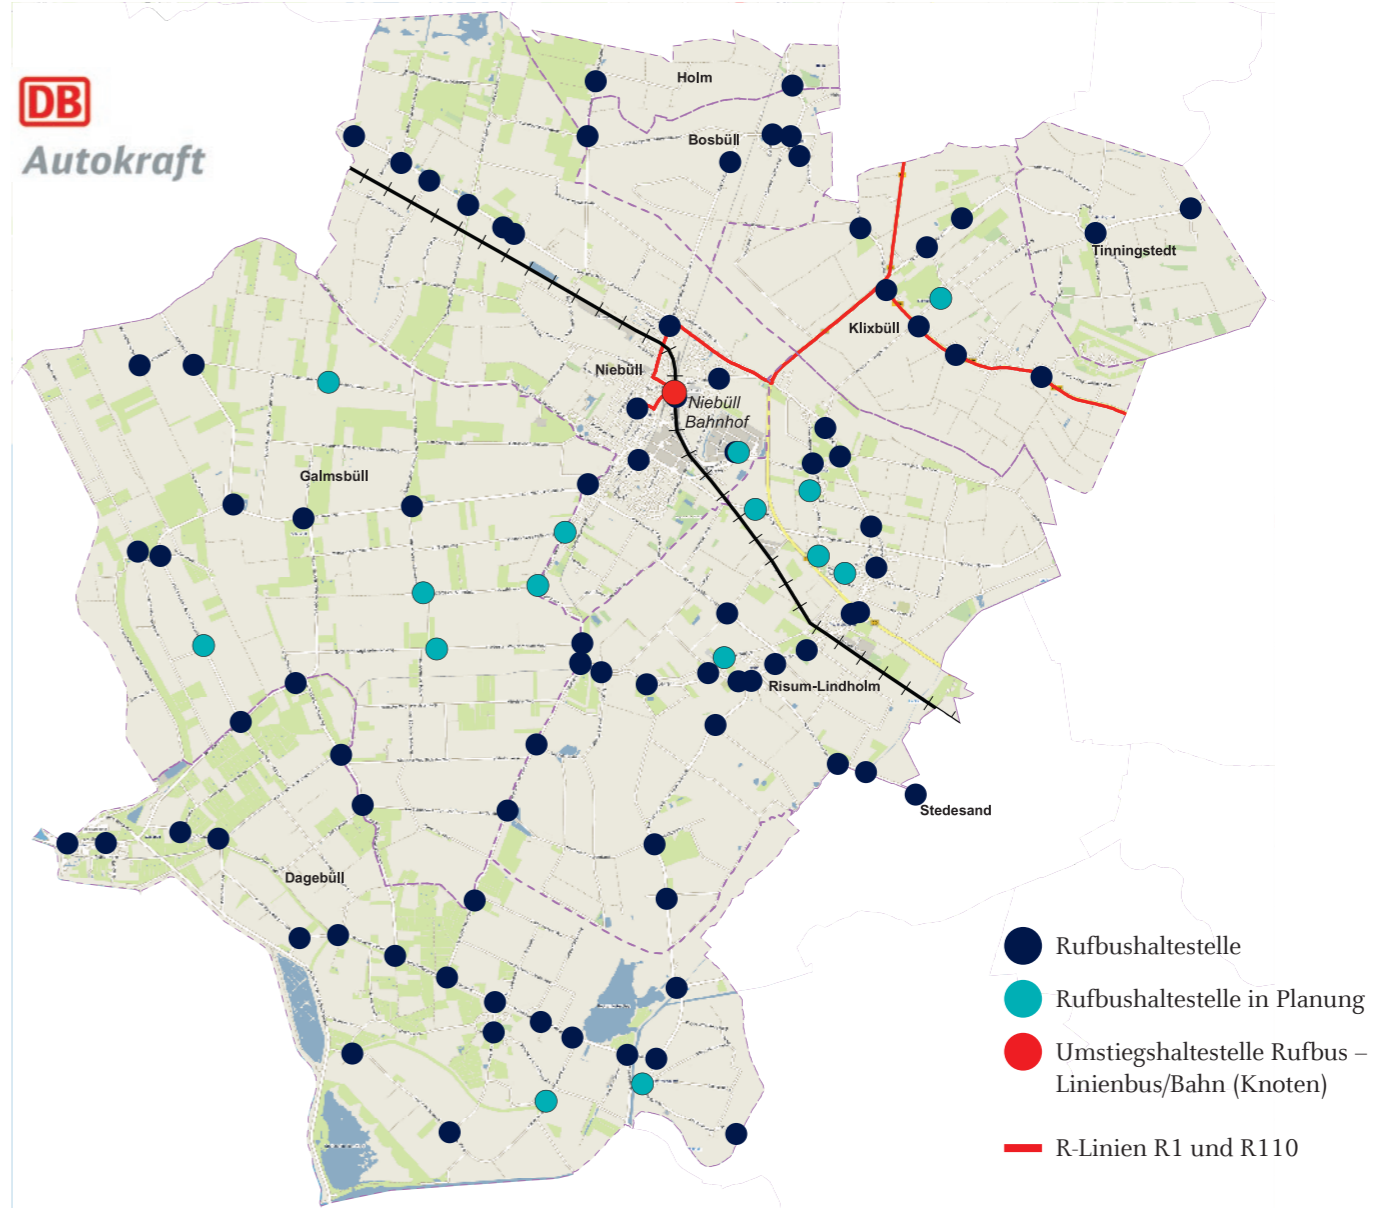 DB
Autokraft
Holm
Bosbüll
Tinningstedt
Klixbüll
Niebüll
Niebüll
Bahnhof
Galmsbüll
Risum-Lindholm
Stedesand
Dagebüll
Rufbushaltestelle
Rufbushaltestelle in Planung
Umstiegshaltestelle Rufbus –
Linienbus/Bahn (Knoten)
R-Linien R1 und R110